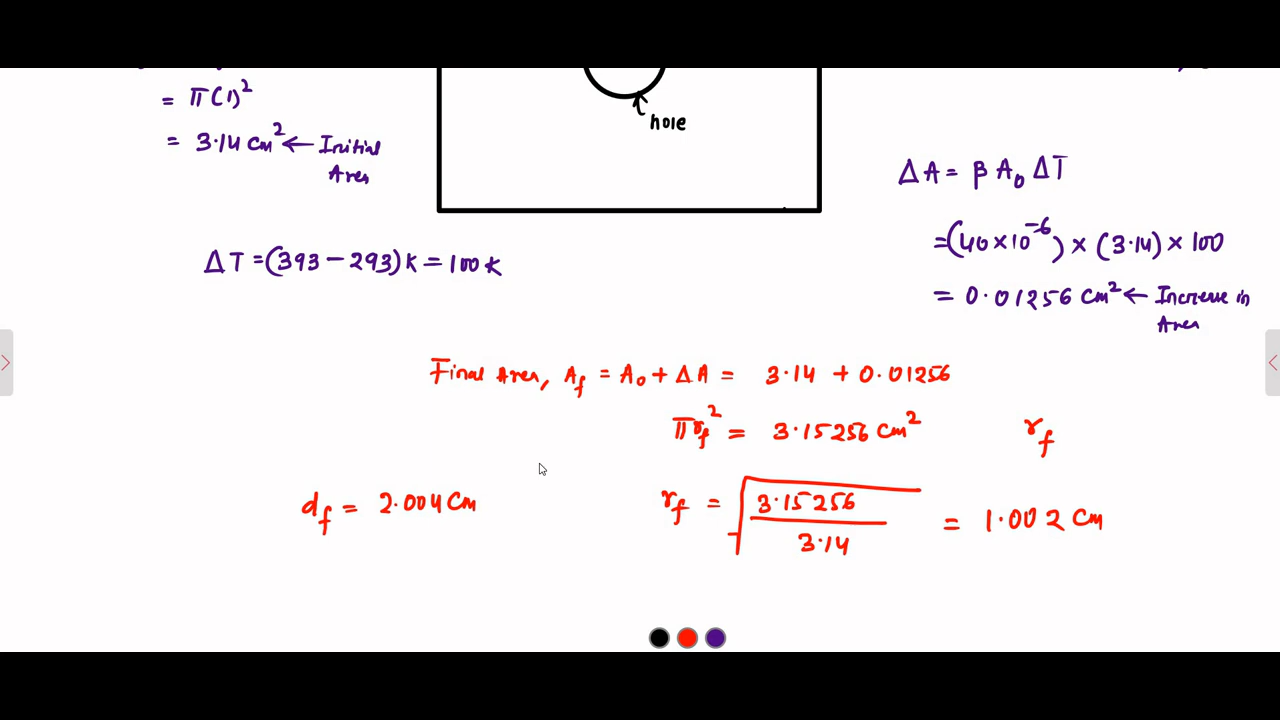 = π(1)²
= 3.14 cm² ← Initial
Area
hole
ΔT = (393 − 293) K = 100 K
ΔA = β A₀ ΔT
= (40 × 10⁻⁶) × (3.14) × 100
= 0.01256 cm² ← Increase in
Area
Final Area, A_f = A₀ + ΔA = 3.14 + 0.01256
πr_f² = 3.15256 cm²
r_f
r_f = √(3.15256 / 3.14) = 1.002 cm
d_f = 2.004 cm